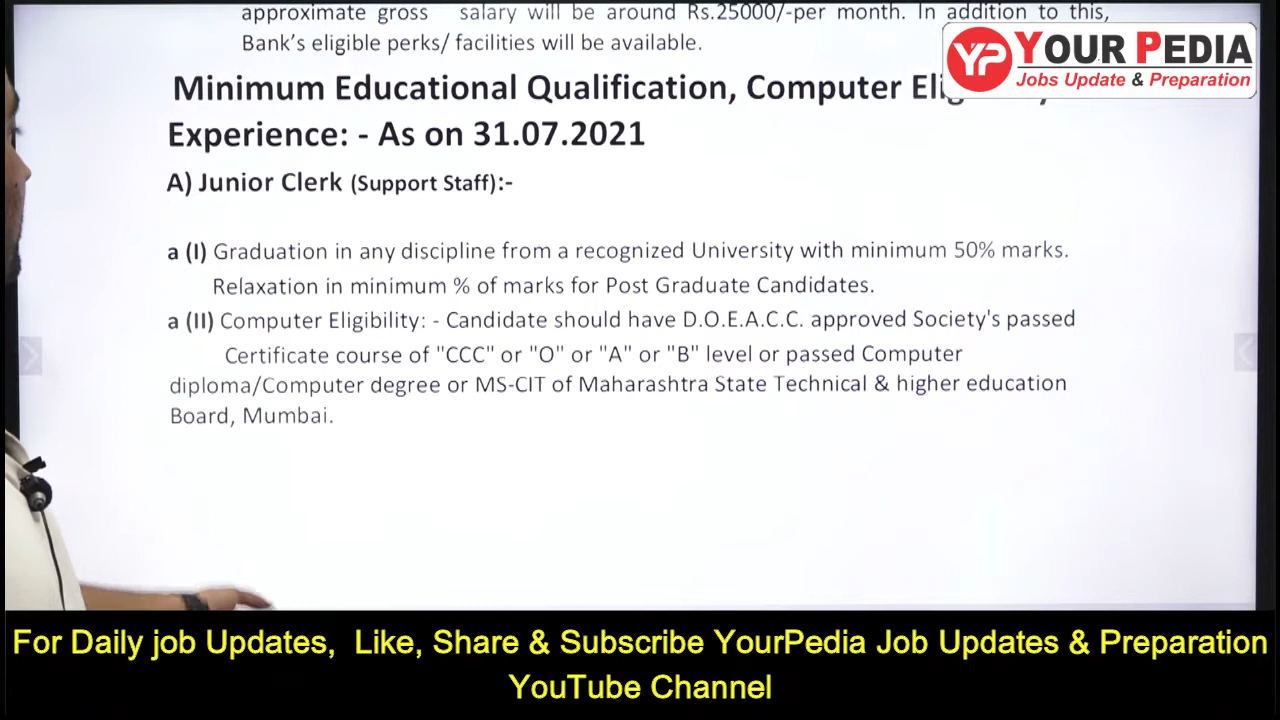 approximate gross salary will be around Rs.25000/-per month. In addition to this,
Bank's eligible perks/ facilities will be available.
YP YOUR PEDIA
Jobs Update & Preparation
Minimum Educational Qualification, Computer
Experience: - As on 31.07.2021
A) Junior Clerk (Support Staff):-
a (I) Graduation in any discipline from a recognized University with minimum 50% marks.
Relaxation in minimum % of marks for Post Graduate Candidates.
a (II) Computer Eligibility: - Candidate should have D.O.E.A.C.C. approved Society's passed
Certificate course of "CCC" or "O" or "A" or "B" level or passed Computer
diploma/Computer degree or MS-CIT of Maharashtra State Technical & higher education
Board, Mumbai.
For Daily job Updates, Like, Share & Subscribe YourPedia Job Updates & Preparation
YouTube Channel